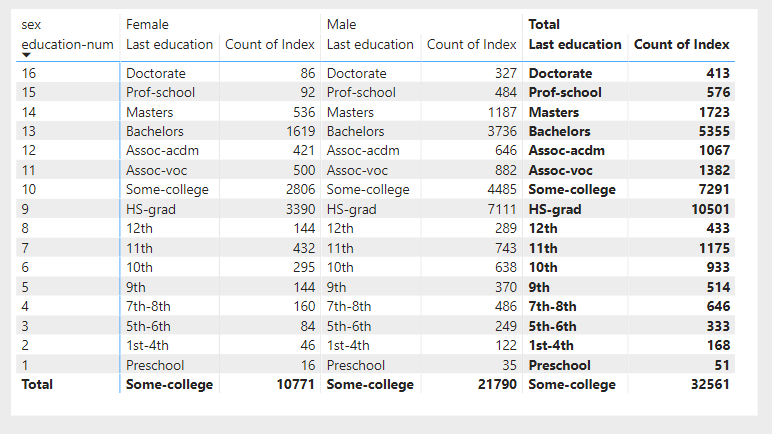 sex Female Male Total
education-num Last education Count of Index Last education Count of Index Last education Count of Index
16 Doctorate 86 Doctorate 327 Doctorate 413
15 Prof-school 92 Prof-school 484 Prof-school 576
14 Masters 536 Masters 1187 Masters 1723
13 Bachelors 1619 Bachelors 3736 Bachelors 5355
12 Assoc-acdm 421 Assoc-acdm 646 Assoc-acdm 1067
11 Assoc-voc 500 Assoc-voc 882 Assoc-voc 1382
10 Some-college 2806 Some-college 4485 Some-college 7291
9 HS-grad 3390 HS-grad 7111 HS-grad 10501
8 12th 144 12th 289 12th 433
7 11th 432 11th 743 11th 1175
6 10th 295 10th 638 10th 933
5 9th 144 9th 370 9th 514
4 7th-8th 160 7th-8th 486 7th-8th 646
3 5th-6th 84 5th-6th 249 5th-6th 333
2 1st-4th 46 1st-4th 122 1st-4th 168
1 Preschool 16 Preschool 35 Preschool 51
Total Some-college 10771 Some-college 21790 Some-college 32561